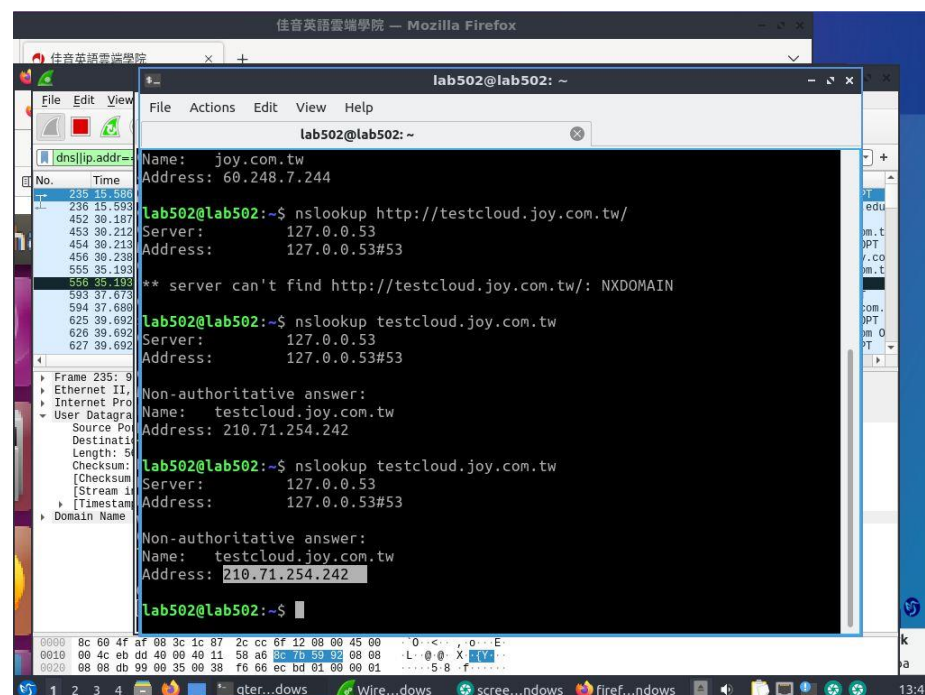 佳音英語雲端學院 — Mozilla Firefox
佳音英語雲端學院 × +
lab502@lab502: ~
File Edit View
File Actions Edit View Help
lab502@lab502: ~
dns||ip.addr==
No. Time
235 15.586
236 15.593
452 30.187
453 30.212
454 30.213
456 30.238
555 35.193
556 35.193
593 37.673
594 37.680
625 39.692
626 39.692
627 39.692
Frame 235: 9
Ethernet II,
Internet Pro
User Datagra
Source Po
Destinatio
Length: 56
Checksum:
[Checksum
[Stream in
[Timestam
Domain Name
Name: joy.com.tw
Address: 60.248.7.244
lab502@lab502:~$ nslookup http://testcloud.joy.com.tw/
Server: 127.0.0.53
Address: 127.0.0.53#53
** server can't find http://testcloud.joy.com.tw/: NXDOMAIN
lab502@lab502:~$ nslookup testcloud.joy.com.tw
Server: 127.0.0.53
Address: 127.0.0.53#53
Non-authoritative answer:
Name: testcloud.joy.com.tw
Address: 210.71.254.242
lab502@lab502:~$ nslookup testcloud.joy.com.tw
Server: 127.0.0.53
Address: 127.0.0.53#53
Non-authoritative answer:
Name: testcloud.joy.com.tw
Address: 210.71.254.242
lab502@lab502:~$
0000 8c 60 4f af 08 3c 1c 87 2c cc 6f 12 08 00 45 00 ·`O··<·· ,·o···E·
0010 00 4c eb dd 40 00 40 11 58 a6 8c 7b 59 92 08 08 ·L··@·@· X··{Y···
0020 08 08 db 99 00 35 00 38 f6 66 ec bd 01 00 00 01 ·····5·8 ·f······
1 2 3 4 qter...dows Wire...dows scree...ndows firef...ndows 13:4